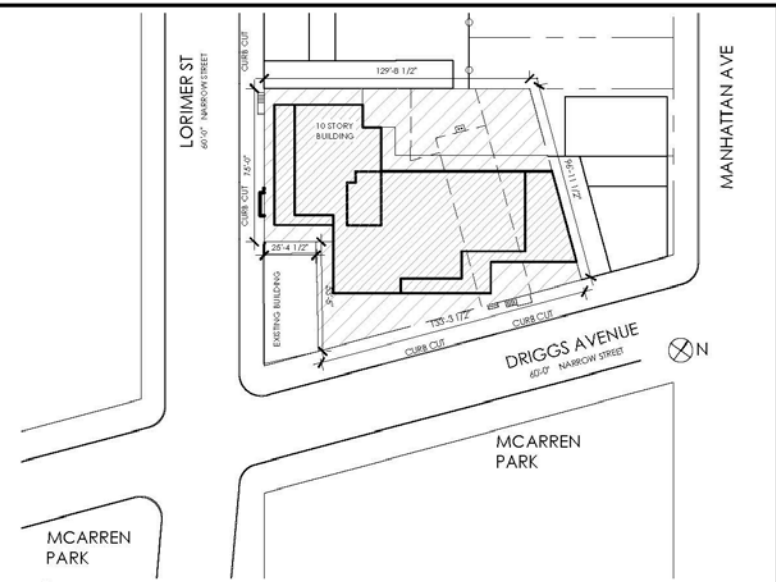 CURB CUT
LORIMER ST
60'-0" NARROW STREET
129'-8 1/2"
10 STORY
BUILDING
MANHATTAN AVE
75'-0"
CURB CUT
96'-11 1/2"
25'-4 1/2"
EXISTING BUILDING
133'-3 1/2"
CURB CUT
CURB CUT
DRIGGS AVENUE
60'-0" NARROW STREET
N
MCARREN
PARK
MCARREN
PARK